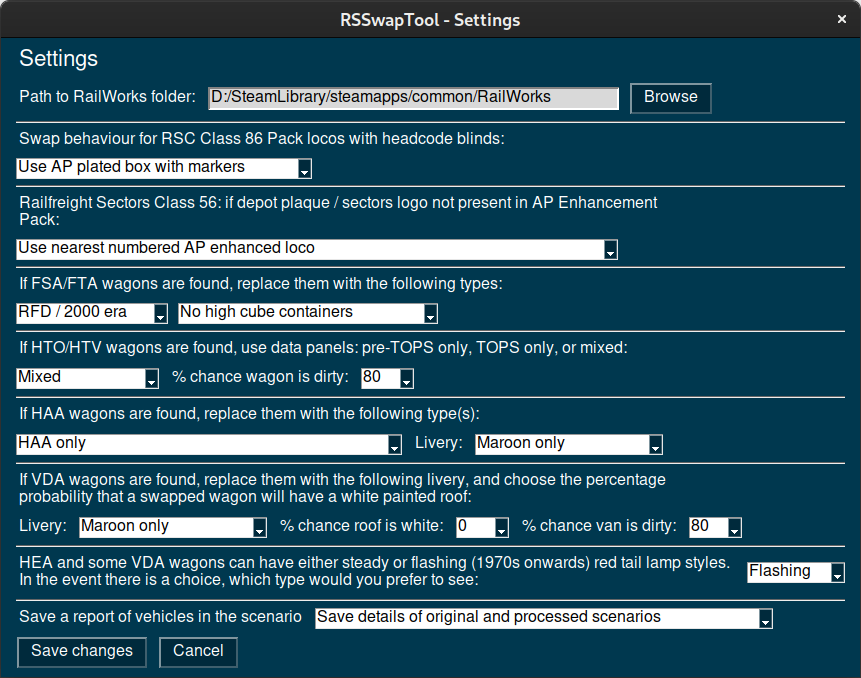 RSSwapTool - Settings ×
Settings
Path to RailWorks folder: D:/SteamLibrary/steamapps/common/RailWorks Browse
Swap behaviour for RSC Class 86 Pack locos with headcode blinds:
Use AP plated box with markers
Railfreight Sectors Class 56: if depot plaque / sectors logo not present in AP Enhancement
Pack:
Use nearest numbered AP enhanced loco
If FSA/FTA wagons are found, replace them with the following types:
RFD / 2000 era No high cube containers
If HTO/HTV wagons are found, use data panels: pre-TOPS only, TOPS only, or mixed:
Mixed % chance wagon is dirty: 80
If HAA wagons are found, replace them with the following type(s):
HAA only Livery: Maroon only
If VDA wagons are found, replace them with the following livery, and choose the percentage
probability that a swapped wagon will have a white painted roof:
Livery: Maroon only % chance roof is white: 0 % chance van is dirty: 80
HEA and some VDA wagons can have either steady or flashing (1970s onwards) red tail lamp styles.
In the event there is a choice, which type would you prefer to see: Flashing
Save a report of vehicles in the scenario Save details of original and processed scenarios
Save changes Cancel